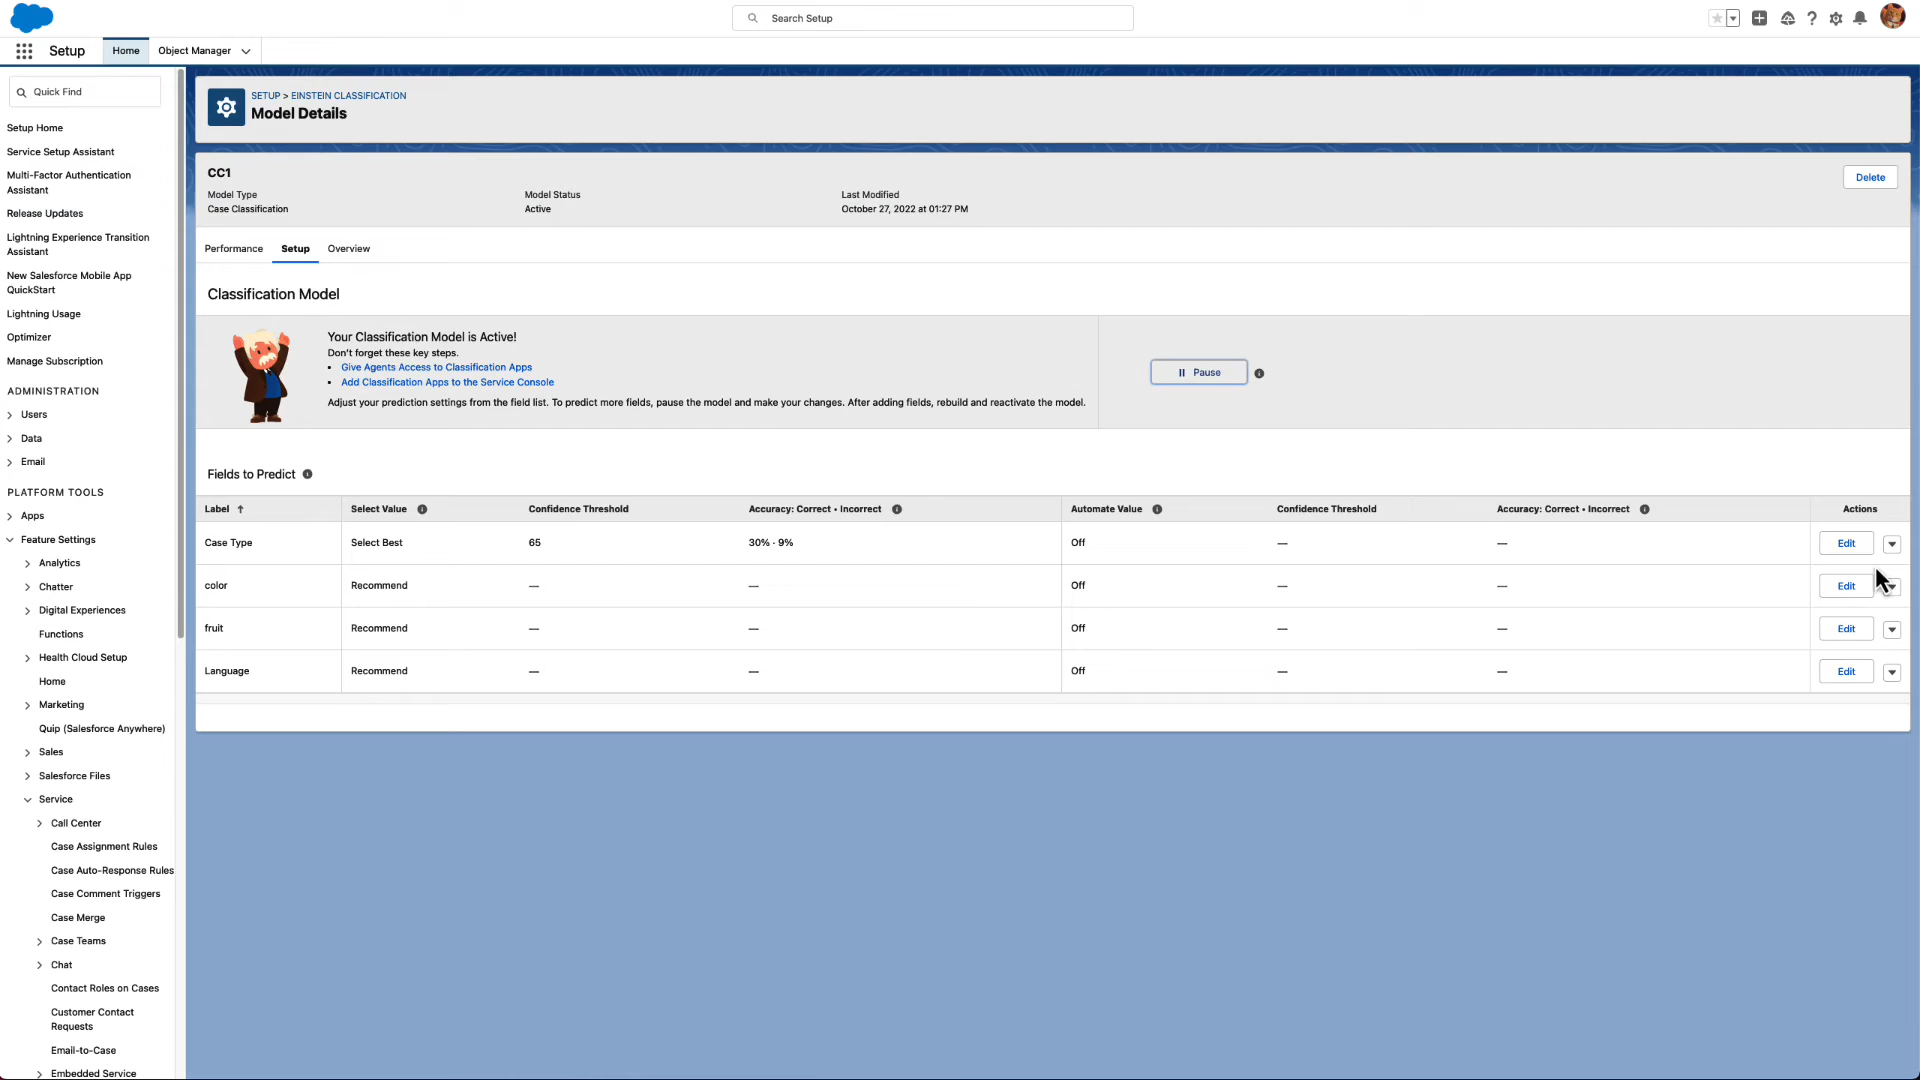 Search Setup
Setup
Home
Object Manager
Quick Find
Setup Home
Service Setup Assistant
Multi-Factor Authentication
Assistant
Release Updates
Lightning Experience Transition
Assistant
New Salesforce Mobile App
QuickStart
Lightning Usage
Optimizer
Manage Subscription
ADMINISTRATION
Users
Data
Email
PLATFORM TOOLS
Apps
Feature Settings
Analytics
Chatter
Digital Experiences
Functions
Health Cloud Setup
Home
Marketing
Quip (Salesforce Anywhere)
Sales
Salesforce Files
Service
Call Center
Case Assignment Rules
Case Auto-Response Rules
Case Comment Triggers
Case Merge
Case Teams
Chat
Contact Roles on Cases
Customer Contact
Requests
Email-to-Case
Embedded Service
SETUP > EINSTEIN CLASSIFICATION
Model Details
CC1
Delete
Model Type Model Status Last Modified
Case Classification Active October 27, 2022 at 01:27 PM
Performance Setup Overview
Classification Model
Your Classification Model is Active!
Don't forget these key steps.
• Give Agents Access to Classification Apps
• Add Classification Apps to the Service Console
Adjust your prediction settings from the field list. To predict more fields, pause the model and make your changes. After adding fields, rebuild and reactivate the model.
Pause
Fields to Predict
Label ↑ Select Value Confidence Threshold Accuracy: Correct • Incorrect Automate Value Confidence Threshold Accuracy: Correct • Incorrect Actions
Case Type Select Best 65 30% · 9% Off — — Edit
color Recommend — — Off — — Edit
fruit Recommend — — Off — — Edit
Language Recommend — — Off — — Edit